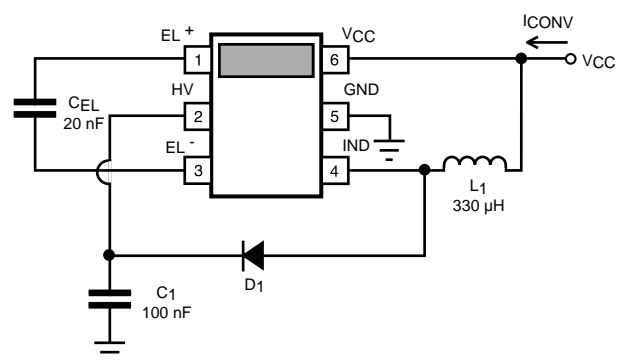 ICONV
EL +
VCC
VCC
1
6
HV
GND
CEL
20 nF
2
5
EL -
IND
3
4
L1
330 µH
D1
C1
100 nF